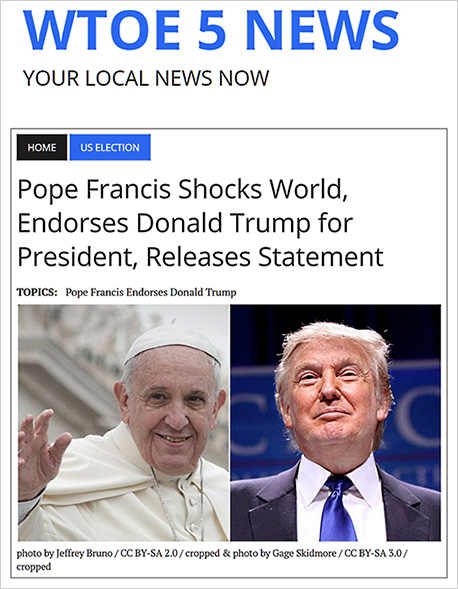 WTOE 5 NEWS
YOUR LOCAL NEWS NOW
HOME US ELECTION
Pope Francis Shocks World,
Endorses Donald Trump for
President, Releases Statement
TOPICS: Pope Francis Endorses Donald Trump
photo by Jeffrey Bruno / CC BY-SA 2.0 / cropped & photo by Gage Skidmore / CC BY-SA 3.0 /
cropped